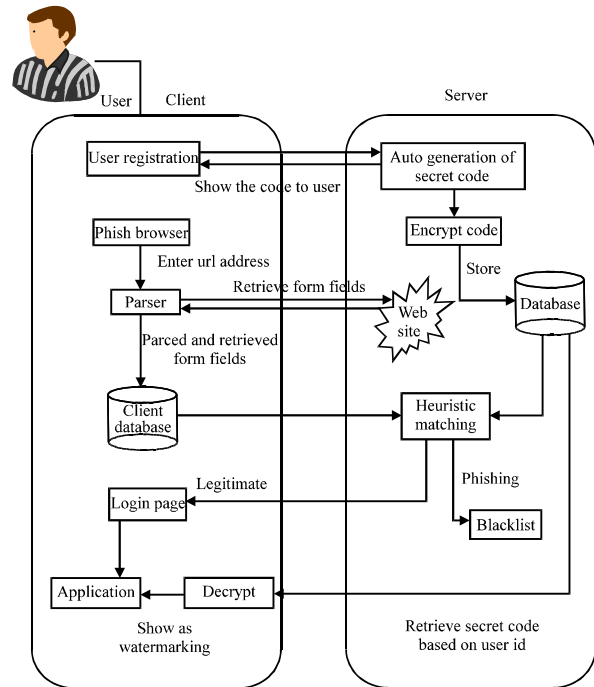 User
Client
Server
User registration
Auto generation of
secret code
Show the code to user
Phish browser
Encrypt code
Enter url address
Store
Retrieve form fields
Parser
Web
site
Database
Parced and retrieved
form fields
Client
database
Heuristic
matching
Legitimate
Phishing
Login page
Blacklist
Application
Decrypt
Show as
watermarking
Retrieve secret code
based on user id